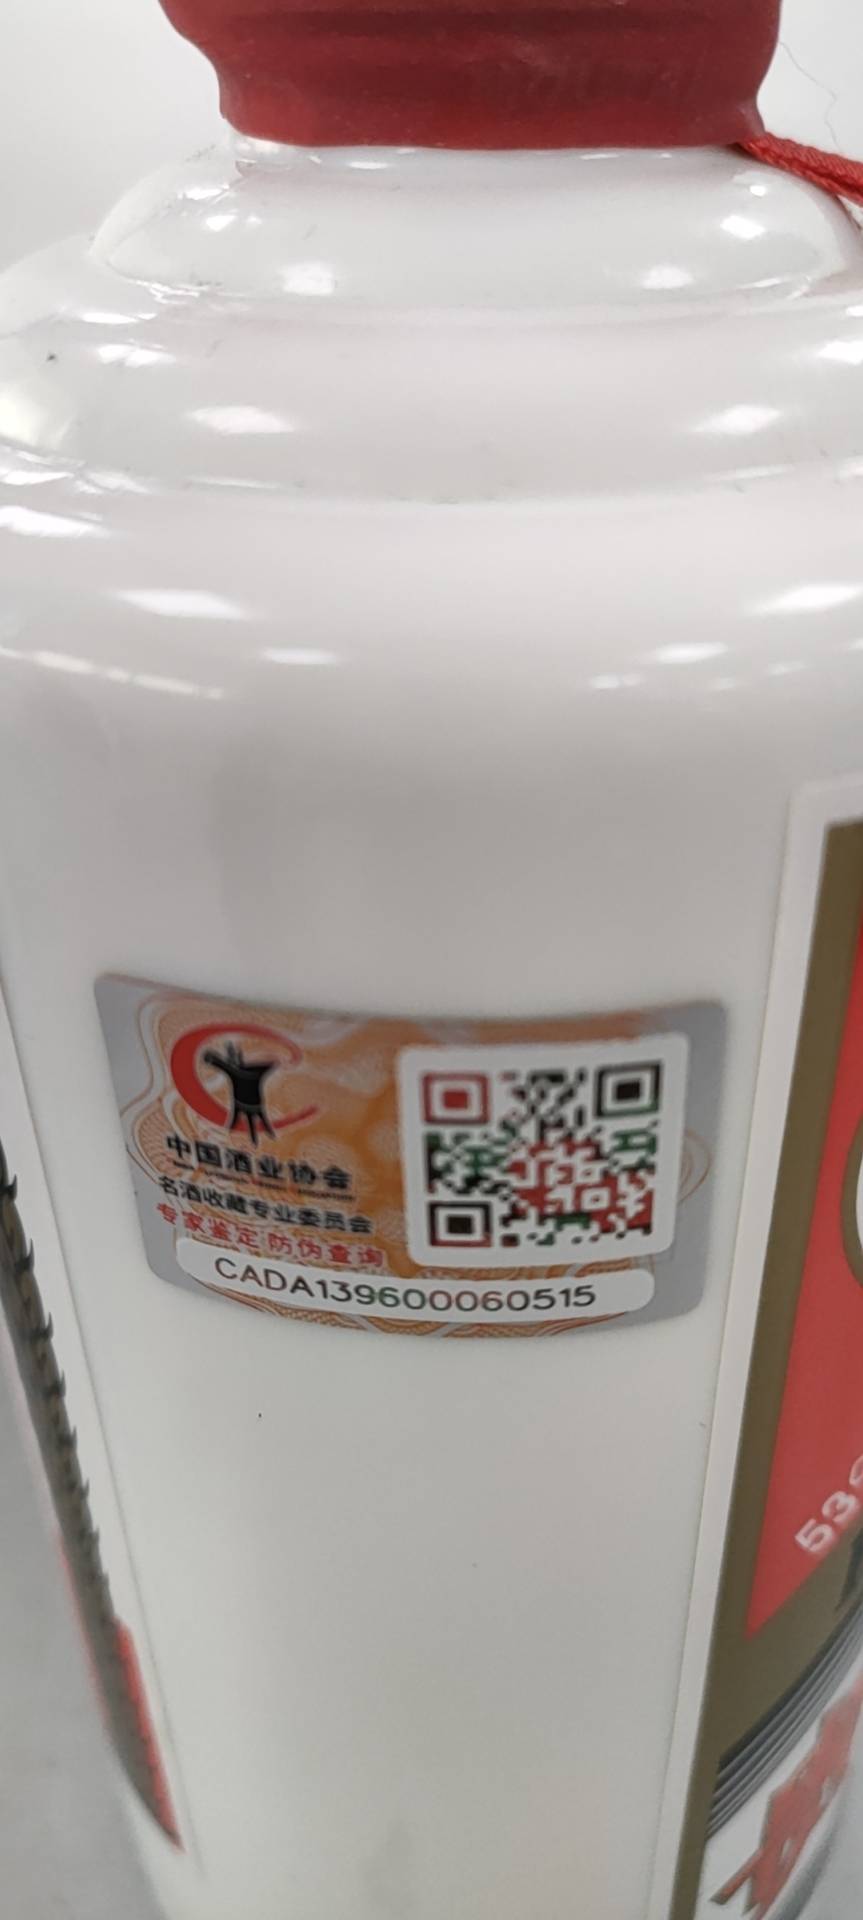 中国酒业协会
名酒收藏专业委员会
专家鉴定 防伪查询
CADA139600060515
539